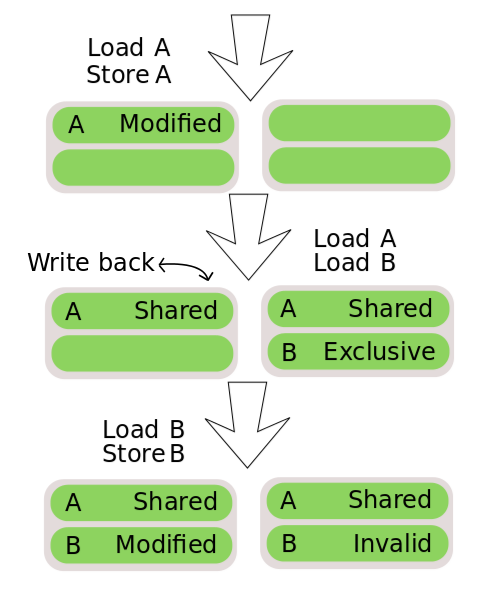 Load A
Store A
A Modified
Load A
Load B
Write back
A Shared
A Shared
B Exclusive
Load B
Store B
A Shared
B Modified
A Shared
B Invalid